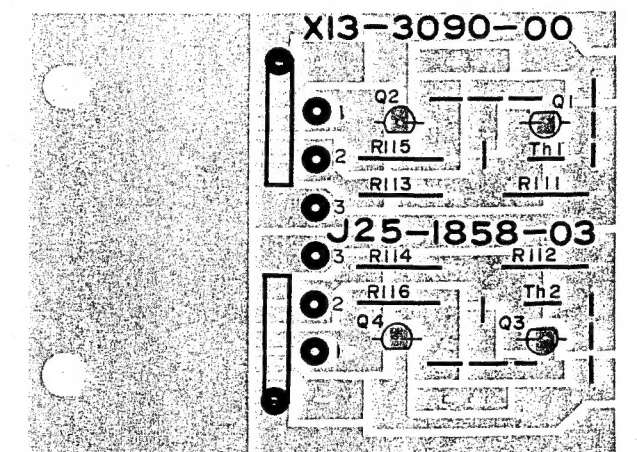 X13-3090-00
Q2 Q1
1
R115 Th1
2
R113 R111
3
J25-1858-03
3 R114 R112
2 R116 Th2
Q4 Q3
1